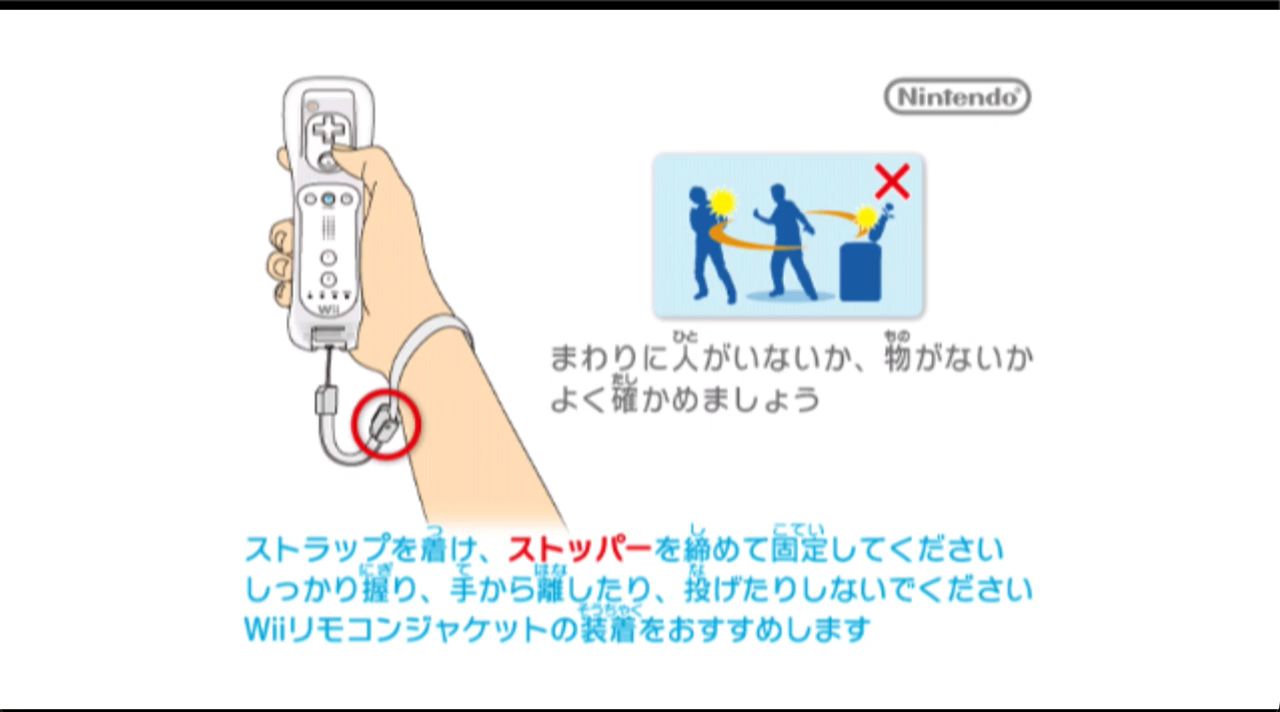 Nintendo®
Wii
まわりに人がいないか、物がないか
よく確かめましょう
ストラップを着け、ストッパーを締めて固定してください
しっかり握り、手から離したり、投げたりしないでください
Wiiリモコンジャケットの装着をおすすめします